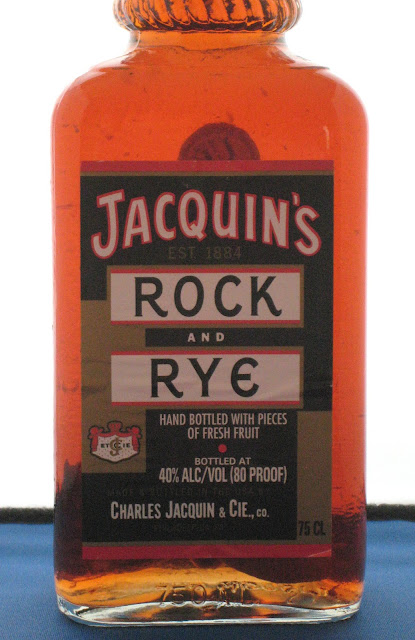 JACQUIN'S
EST 1884
ROCK
AND
RYE
HAND BOTTLED WITH PIECES
OF FRESH FRUIT
BOTTLED AT
40% ALC/VOL (80 PROOF)
CHARLES JACQUIN & CIE., CO.
75 CL